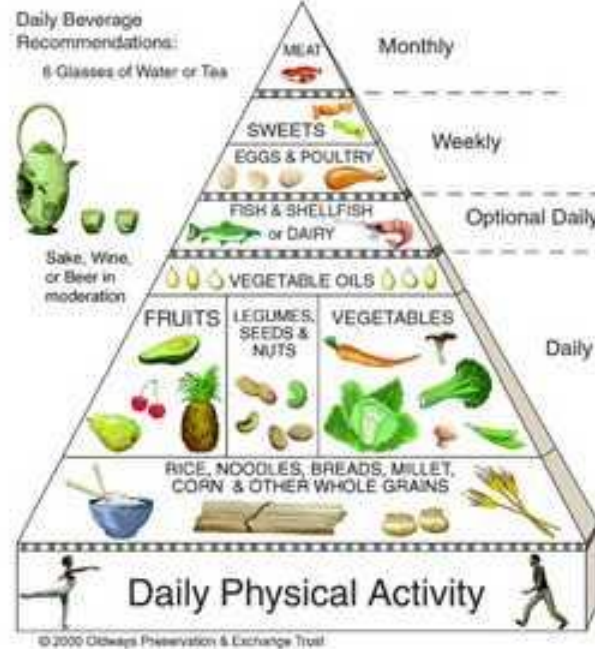 Daily Beverage
Recommendations:
6 Glasses of Water or Tea
Sake, Wine,
or Beer in
moderation
MEAT
Monthly
SWEETS
EGGS & POULTRY
Weekly
FISH & SHELLFISH
or DAIRY
Optional Daily
VEGETABLE OILS
FRUITS
LEGUMES,
SEEDS &
NUTS
VEGETABLES
Daily
RICE, NOODLES, BREADS, MILLET,
CORN & OTHER WHOLE GRAINS
Daily Physical Activity
© 2000 Oldways Preservation & Exchange Trust